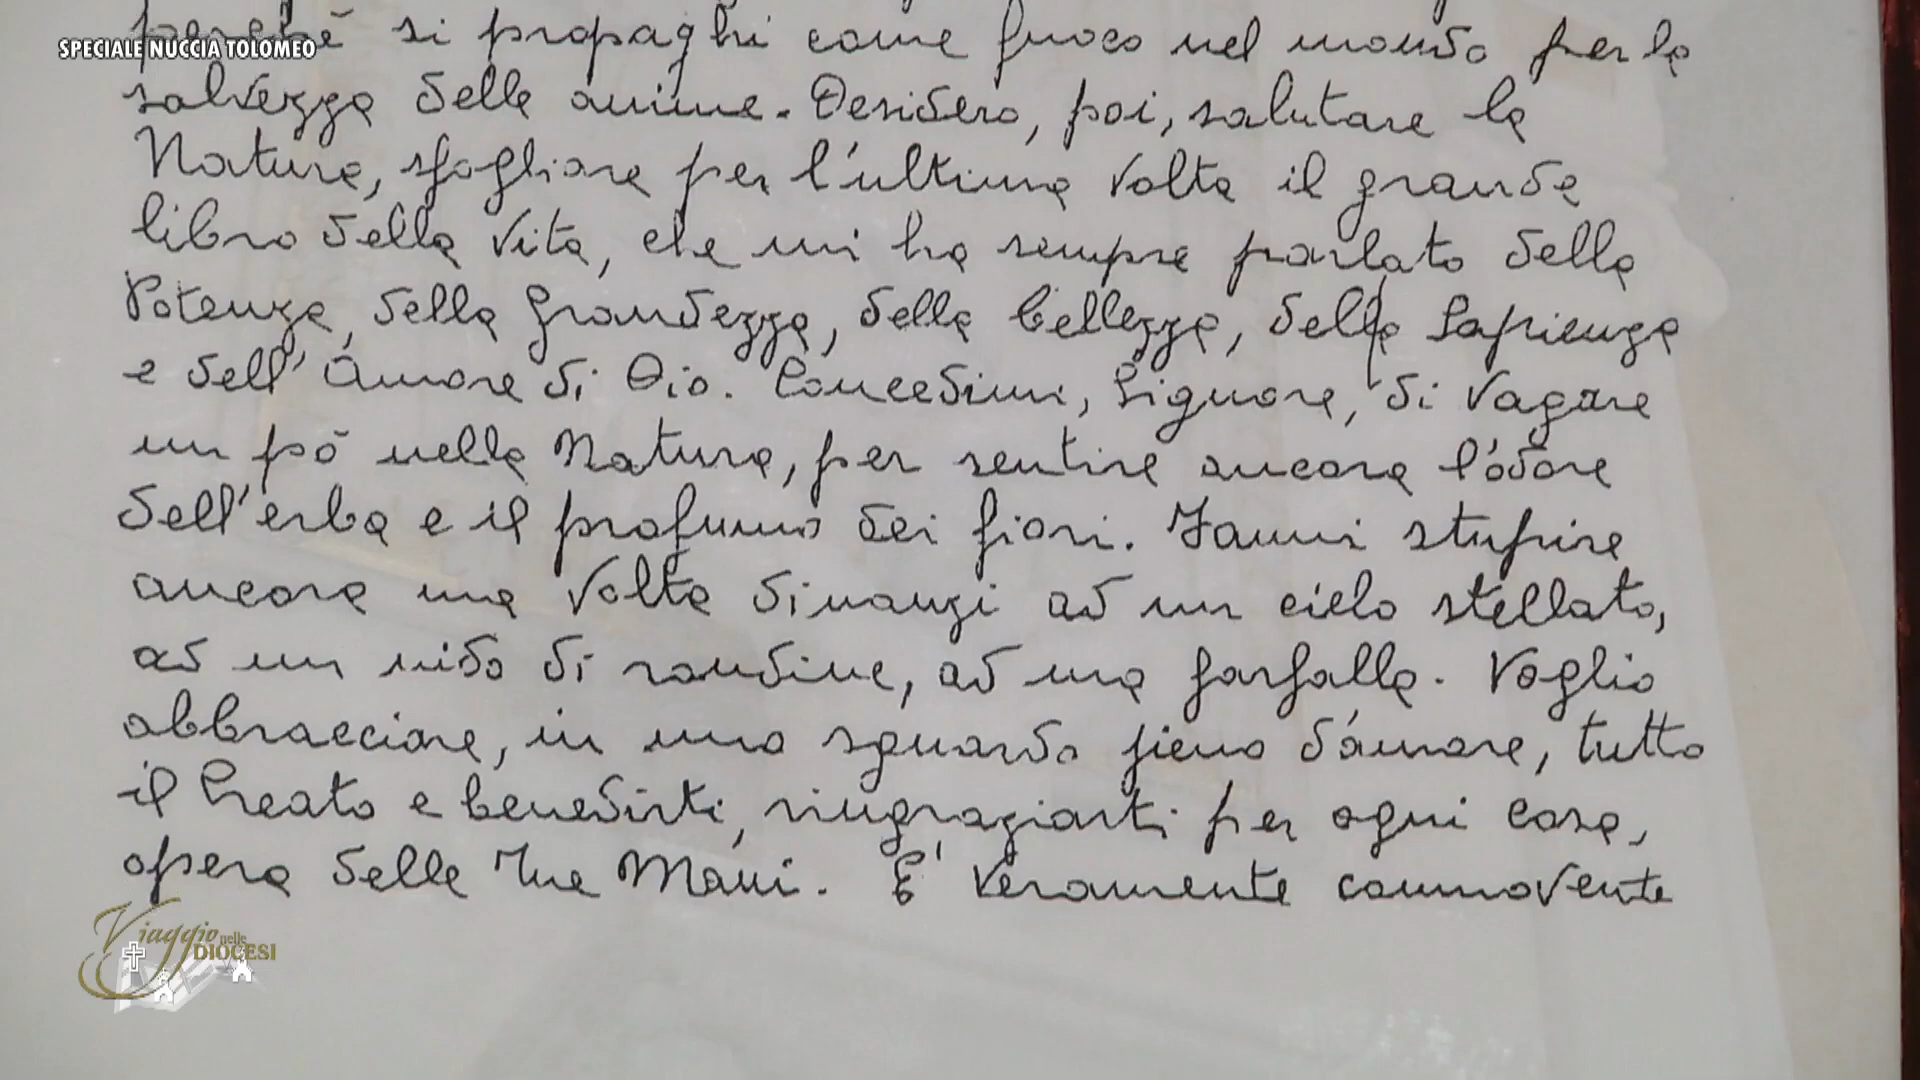 SPECIALE NUCCIA TOLOMEO
perché si propaghi come fuoco nel mondo per la
salvezza delle anime. Desidero, poi, salutare la
Natura, sfogliare per l'ultima volta il grande
libro della Vita, che mi ha sempre parlato della
Potenza, della Grandezza, della bellezza, della Sapienza
e dell'Amore di Dio. Concedimi, Signore, di vagare
un pò nella Natura, per sentire ancora l'odore
dell'erba e il profumo dei fiori. Fammi stupire
ancora una volta dinanzi ad un cielo stellato,
ad un nido di rondine, ad una farfalla. Voglio
abbracciare, in uno sguardo pieno d'amore, tutto
il Creato e benedirti, ringraziarti per ogni cosa,
opera delle Tue Mani. E' veramente commovente
Viaggio nelle
DIOCESI